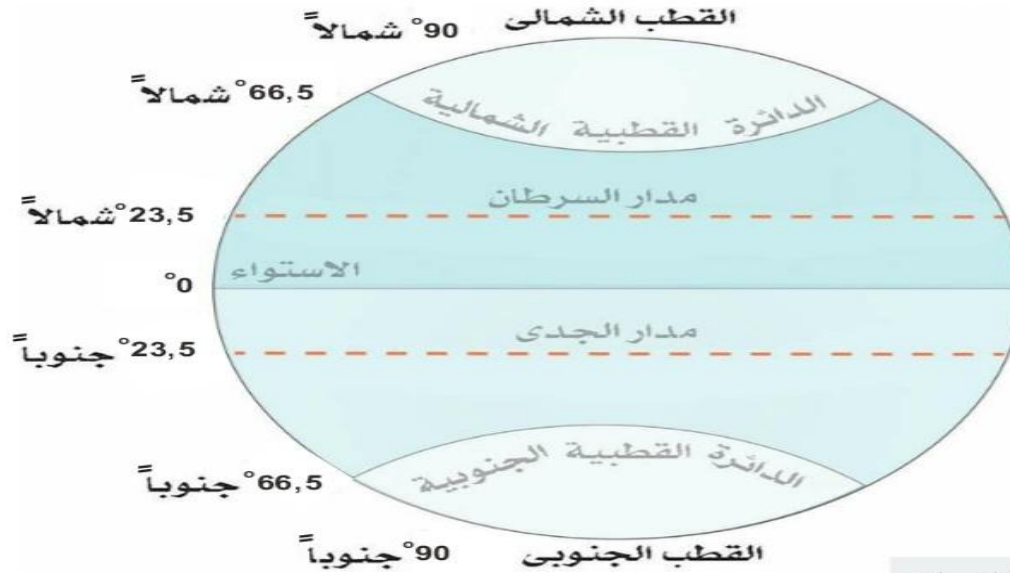 القطب الشمالى
90° شمالاً
66,5° شمالاً
الدائرة القطبية الشمالية
مدار السرطان
23,5° شمالاً
الاستواء
0°
مدار الجدى
23,5° جنوباً
الدائرة القطبية الجنوبية
66,5° جنوباً
90° جنوباً
القطب الجنوبى